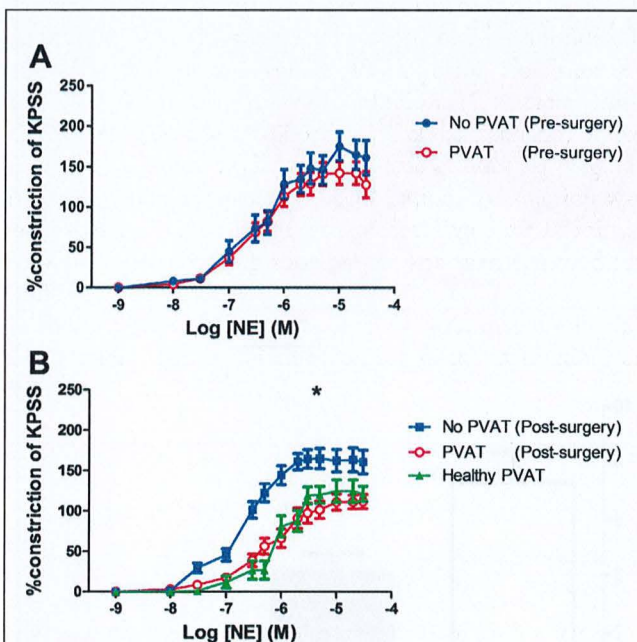 A
%constriction of KPSS
250
200
150
100
50
0
-9 -8 -7 -6 -5 -4
Log [NE] (M)
No PVAT (Pre-surgery)
PVAT (Pre-surgery)
B
%constriction of KPSS
250
200
150
100
50
0
*
-9 -8 -7 -6 -5 -4
Log [NE] (M)
No PVAT (Post-surgery)
PVAT (Post-surgery)
Healthy PVAT